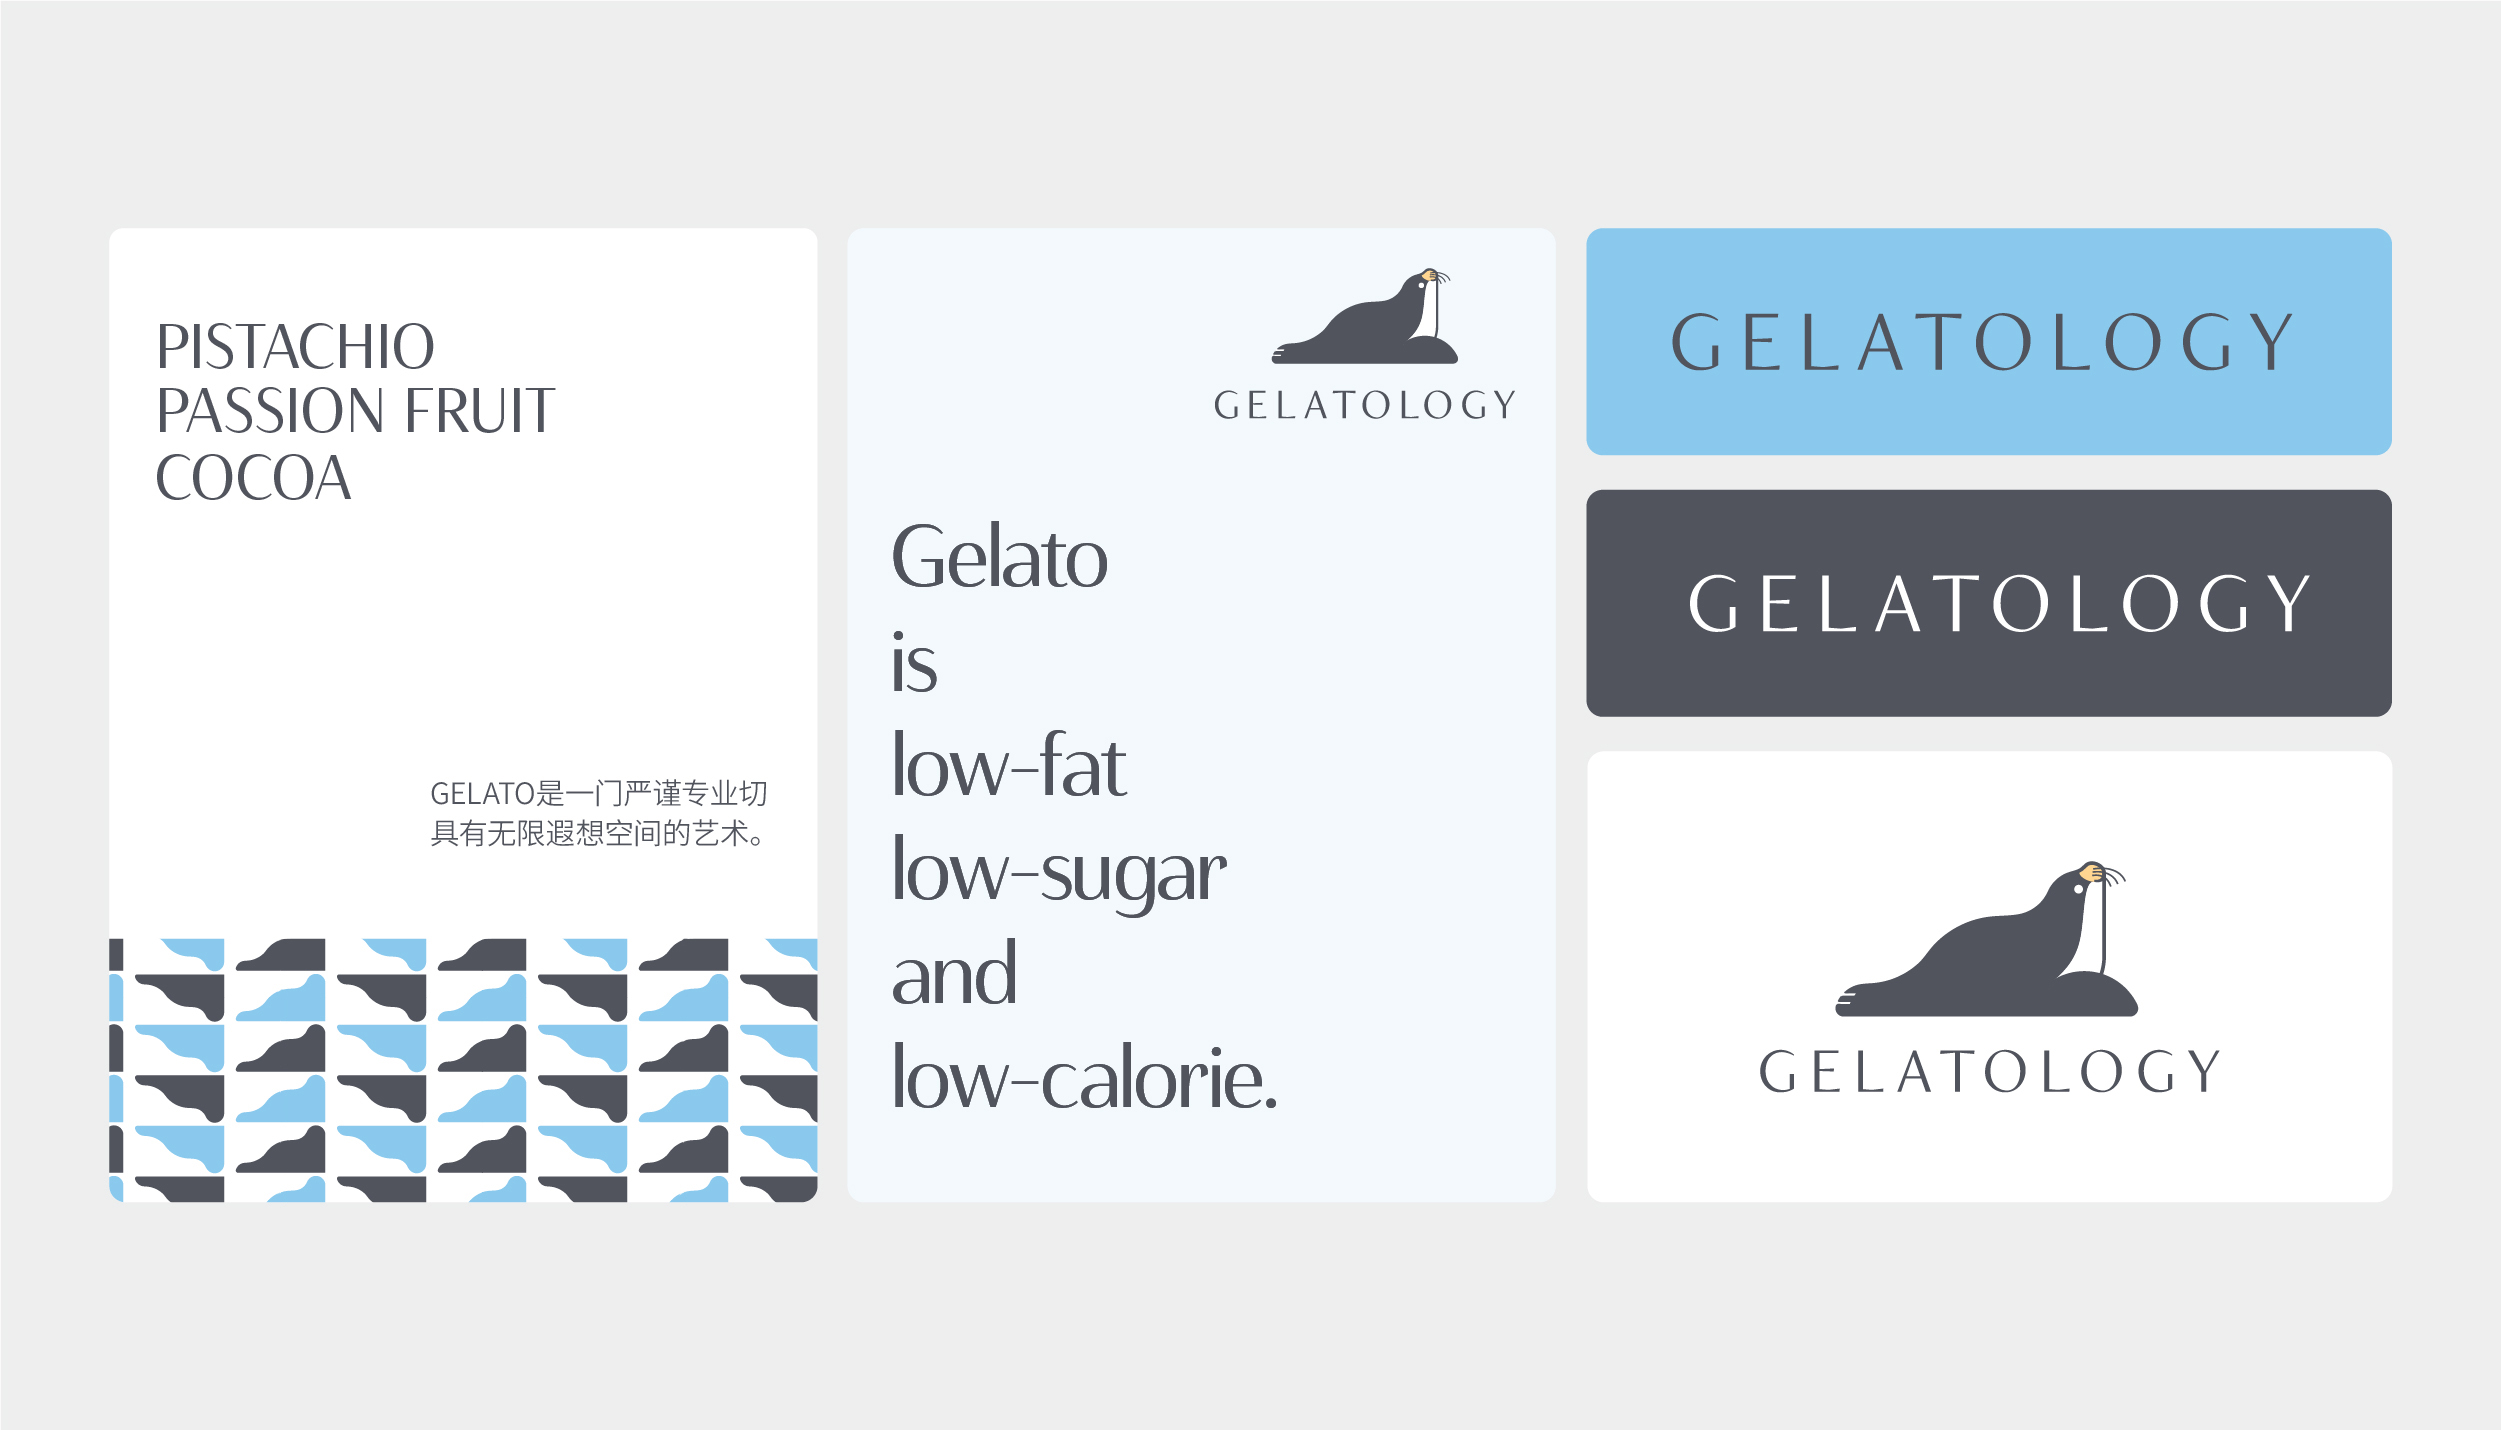 PISTACHIO
PASSION FRUIT
COCOA
GELATO是一门严谨专业切
具有无限遐想空间的艺术。
GELATOLOGY
Gelato
is
low-fat
low-sugar
and
low-calorie.
GELATOLOGY
GELATOLOGY
GELATOLOGY